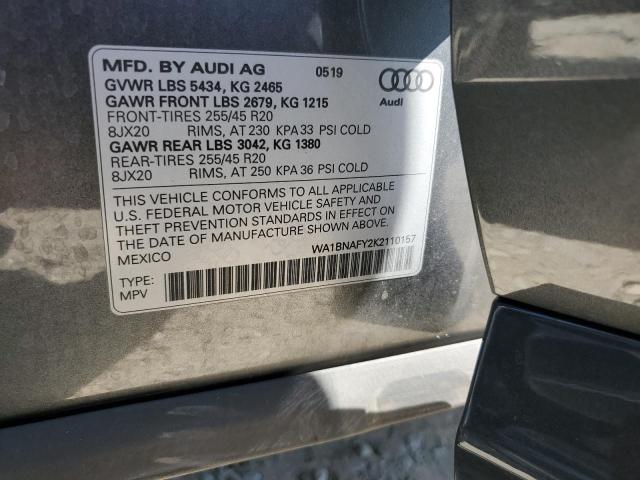 MFD. BY AUDI AG 0519
GVWR LBS 5434, KG 2465
GAWR FRONT LBS 2679, KG 1215
FRONT-TIRES 255/45 R20
8JX20 RIMS, AT 230 KPA 33 PSI COLD
GAWR REAR LBS 3042, KG 1380
REAR-TIRES 255/45 R20
8JX20 RIMS, AT 250 KPA 36 PSI COLD
Audi
THIS VEHICLE CONFORMS TO ALL APPLICABLE
U.S. FEDERAL MOTOR VEHICLE SAFETY AND
THEFT PREVENTION STANDARDS IN EFFECT ON
THE DATE OF MANUFACTURE SHOWN ABOVE.
MEXICO
WA1BNAFY2K2110157
TYPE:
MPV